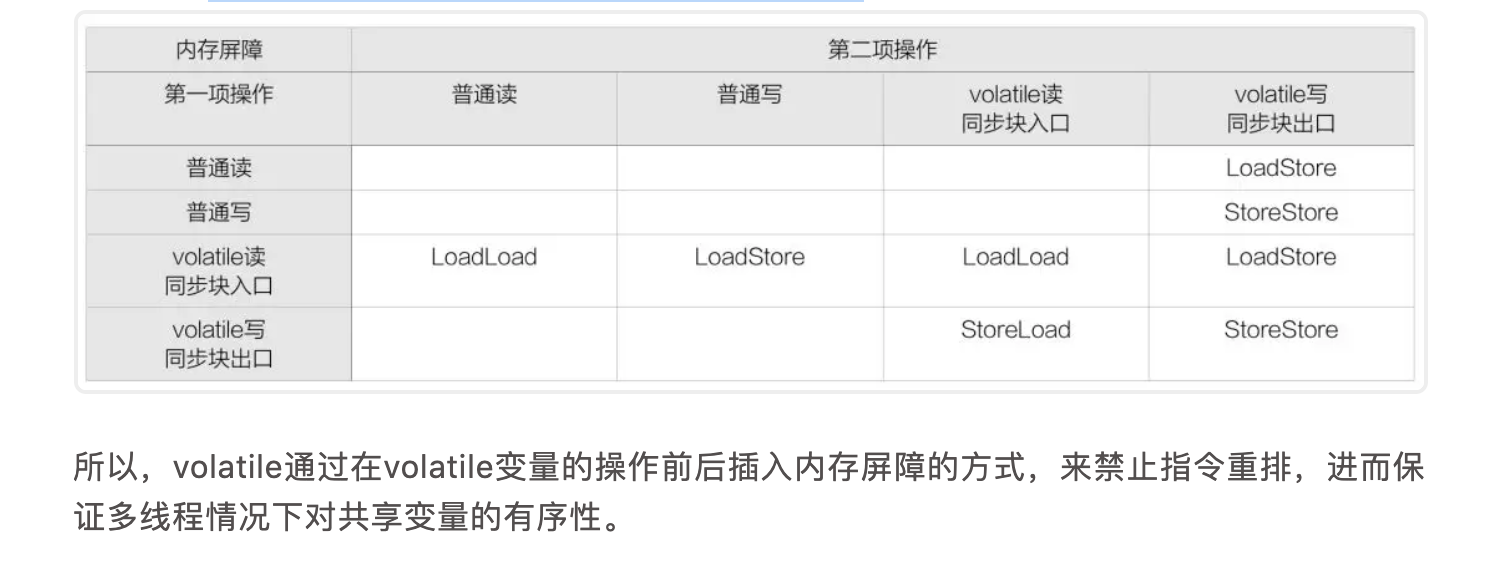 内存屏障 第二项操作
第一项操作 普通读 普通写 volatile读 volatile写
同步块入口 同步块出口
普通读 LoadStore
普通写 StoreStore
volatile读 LoadLoad LoadStore LoadLoad LoadStore
同步块入口
volatile写 StoreLoad StoreStore
同步块出口
所以，volatile通过在volatile变量的操作前后插入内存屏障的方式，来禁止指令重排，进而保
证多线程情况下对共享变量的有序性。